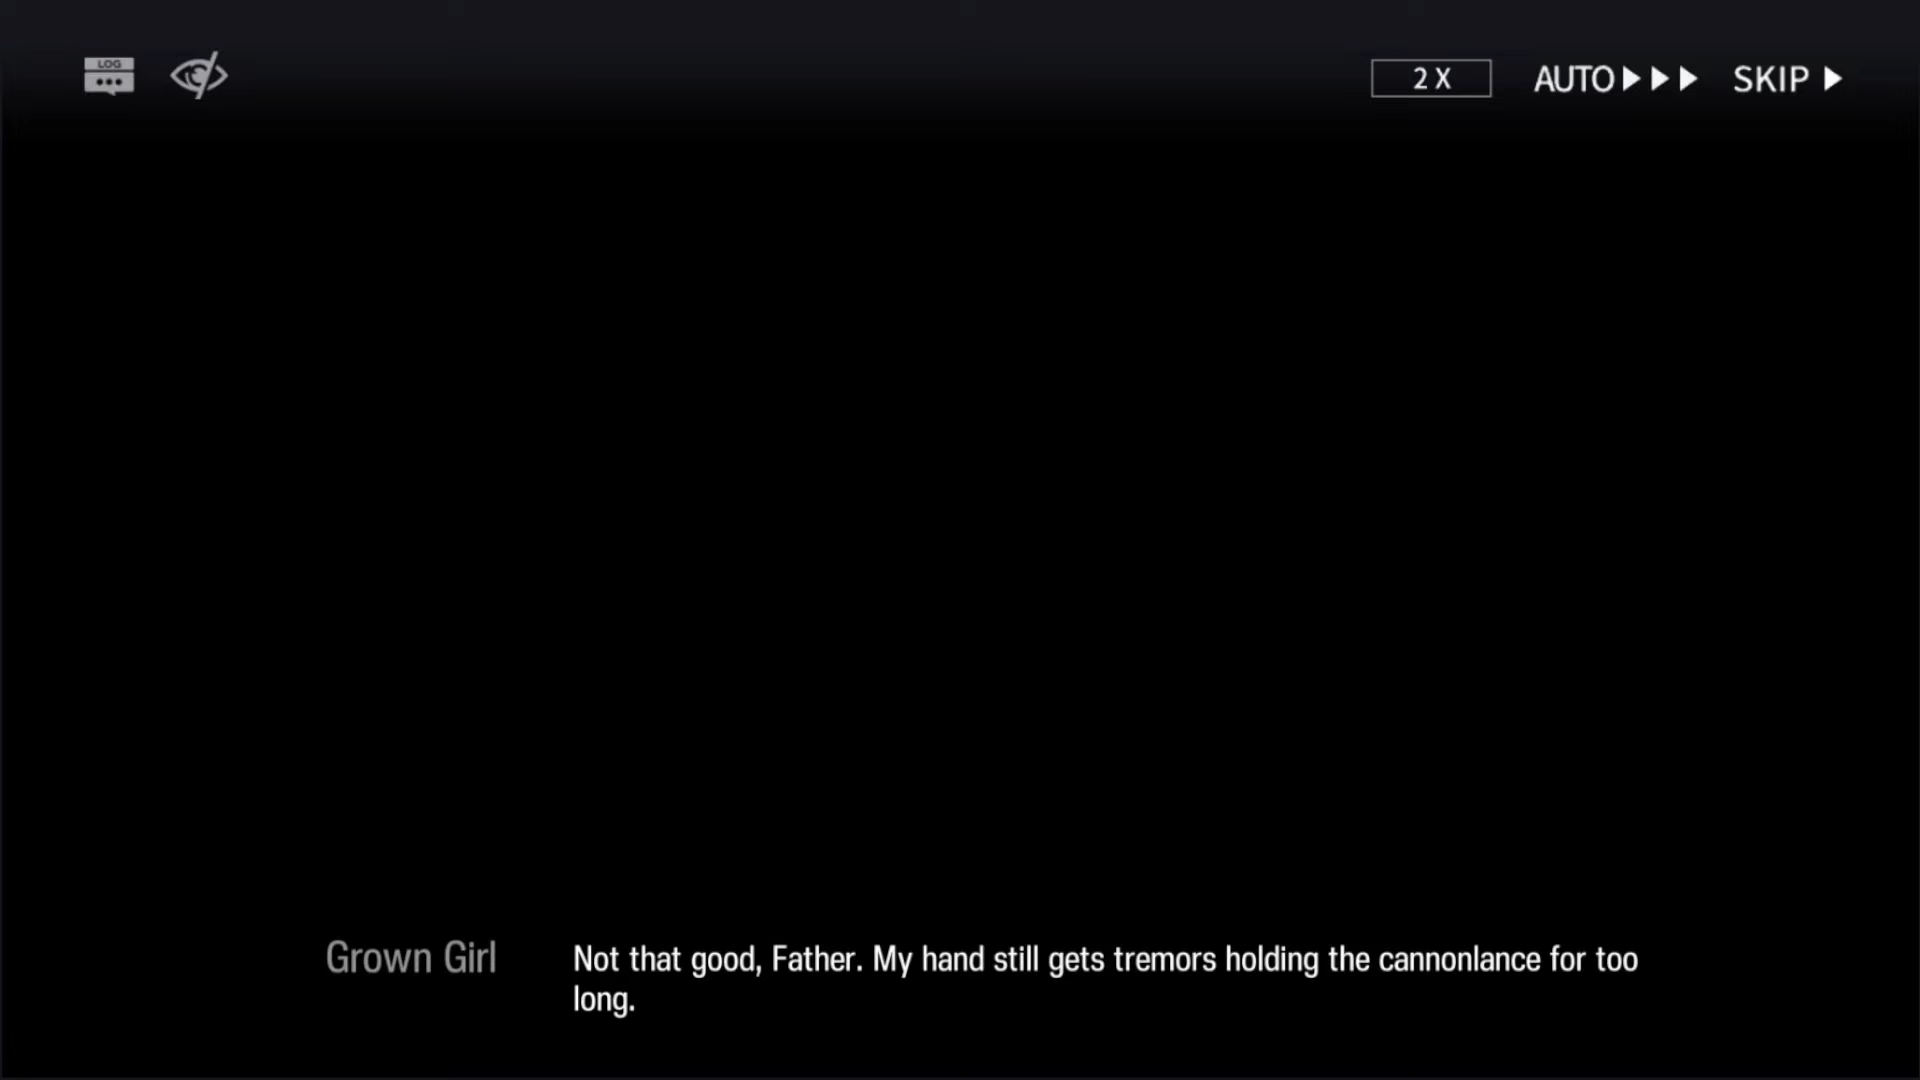 LOG
2 X
AUTO
SKIP
Grown Girl
Not that good, Father. My hand still gets tremors holding the cannonlance for too
long.